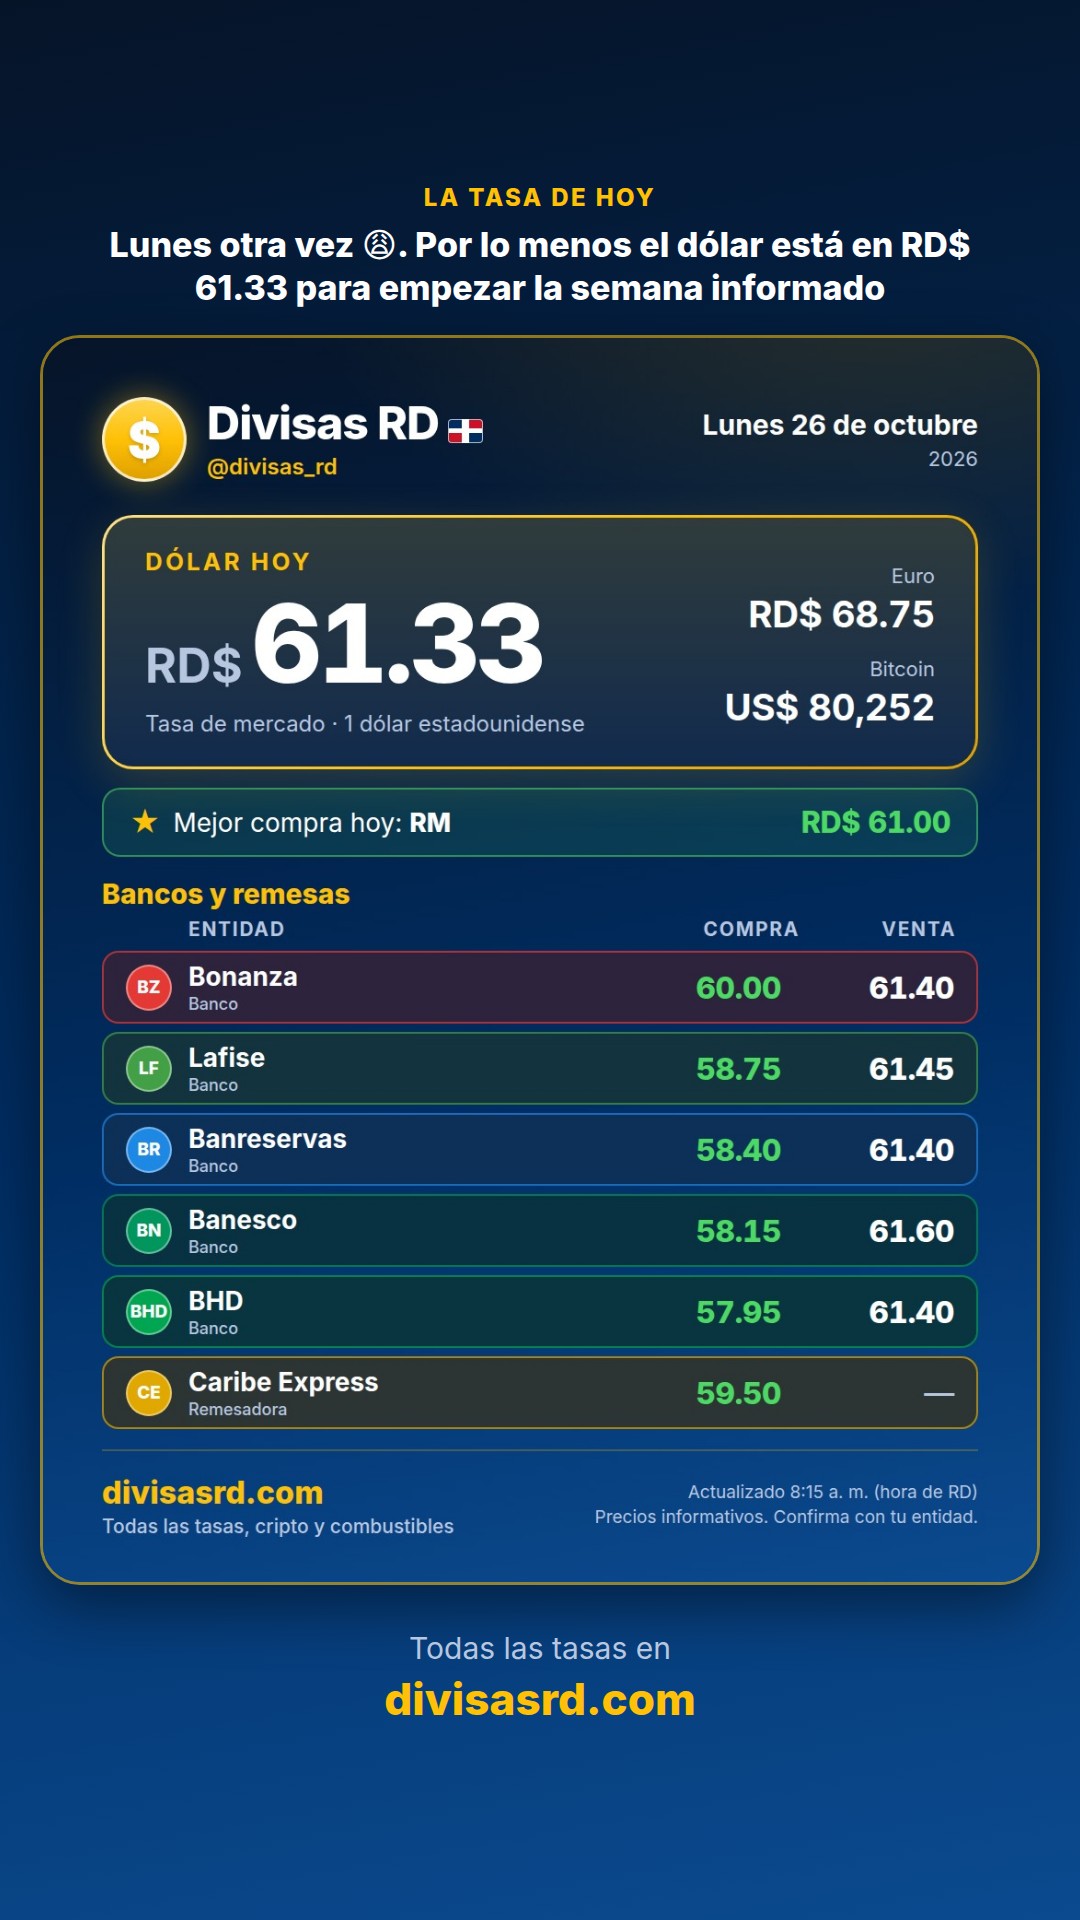 LA TASA DE HOY
Lunes otra vez 😩. Por lo menos el dólar está en RD$
61.33 para empezar la semana informado
$
Divisas RD
@divisas_rd
Lunes 26 de octubre
2026
DÓLAR HOY
RD$ 61.33
Tasa de mercado · 1 dólar estadounidense
Euro
RD$ 68.75
Bitcoin
US$ 80,252
★ Mejor compra hoy: RM RD$ 61.00
Bancos y remesas
ENTIDAD COMPRA VENTA
BZ Bonanza 60.00 61.40
Banco
LF Lafise 58.75 61.45
Banco
BR Banreservas 58.40 61.40
Banco
BN Banesco 58.15 61.60
Banco
BHD BHD 57.95 61.40
Banco
CE Caribe Express 59.50 —
Remesadora
divisasrd.com
Todas las tasas, cripto y combustibles
Actualizado 8:15 a. m. (hora de RD)
Precios informativos. Confirma con tu entidad.
Todas las tasas en
divisasrd.com